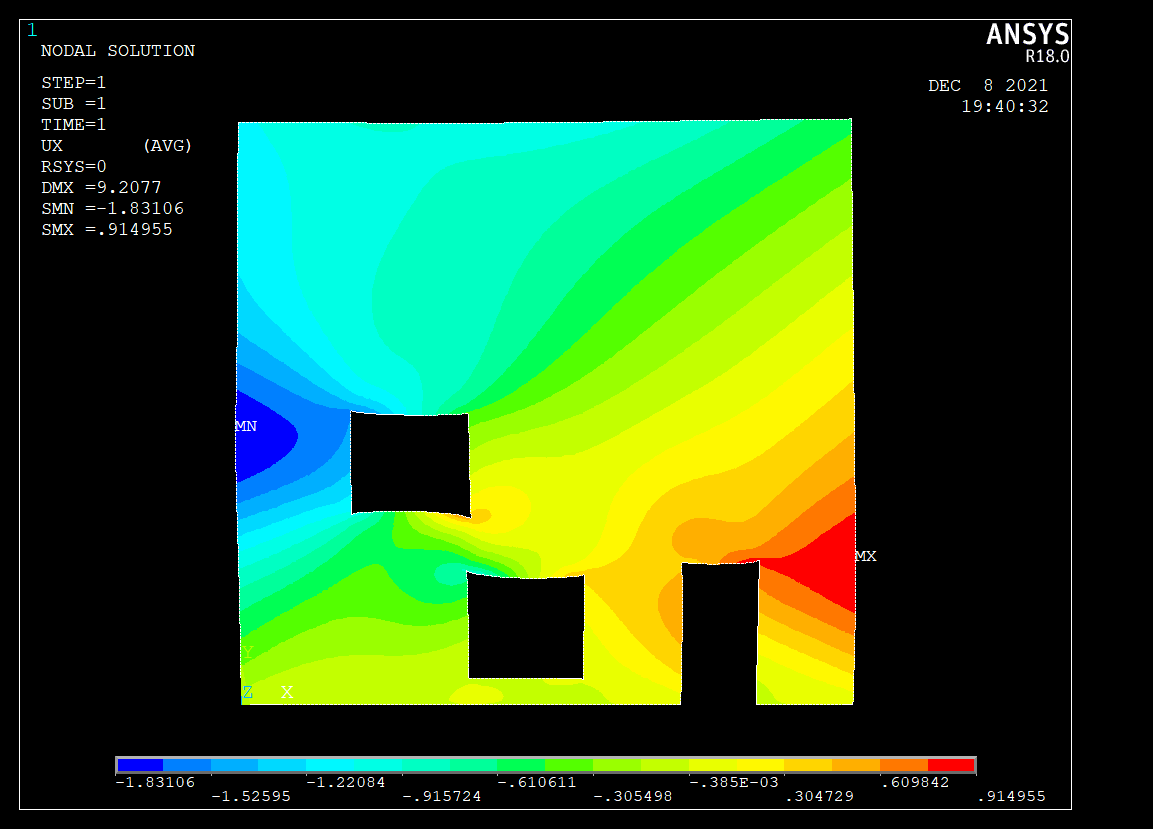 1
ANSYS
R18.0
NODAL SOLUTION
STEP=1
SUB =1
TIME=1
UX (AVG)
RSYS=0
DMX =9.2077
SMN =-1.83106
SMX =.914955
DEC 8 2021
19:40:32
MN
MX
Y
Z X
-1.83106 -1.22084 -.610611 -.385E-03 .609842
-1.52595 -.915724 -.305498 .304729 .914955